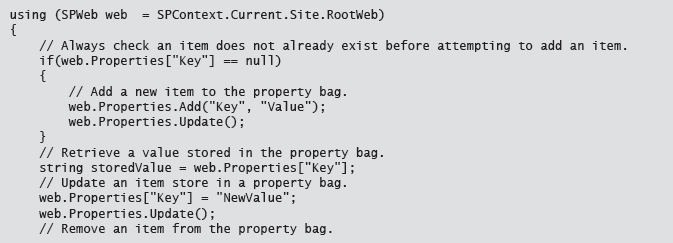 using (SPWeb web  = SPContext.Current.Site.RootWeb)
{
    // Always check an item does not already exist before attempting to add an item.
    if(web.Properties["Key"] == null)
    {
        // Add a new item to the property bag.
        web.Properties.Add("Key", "Value");
        web.Properties.Update();
    }
    // Retrieve a value stored in the property bag.
    string storedValue = web.Properties["Key"];
    // Update an item store in a property bag.
    web.Properties["Key"] = "NewValue";
    web.Properties.Update();
    // Remove an item from the property bag.